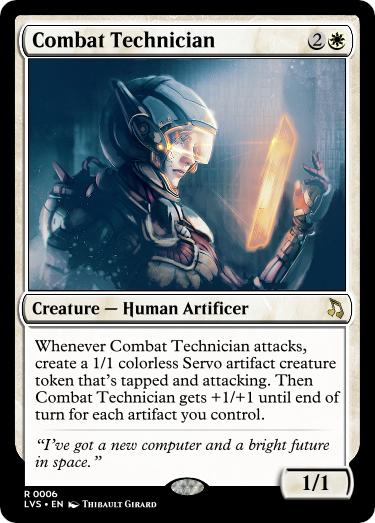 Combat Technician 2
Creature — Human Artificer
Whenever Combat Technician attacks,
create a 1/1 colorless Servo artifact creature
token that's tapped and attacking. Then
Combat Technician gets +1/+1 until end of
turn for each artifact you control.
“I've got a new computer and a bright future
in space.”
1/1
R 0006
LVS • EN Thibault Girard